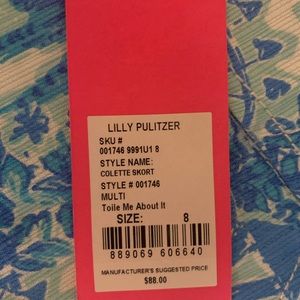 LILLY PULITZER
SKU #
001746 9991U1 8
STYLE NAME:
COLETTE SKORT
STYLE # 001746
MULTI
Toile Me About It
SIZE: 8
889069 606640
MANUFACTURER'S SUGGESTED PRICE
$88.00